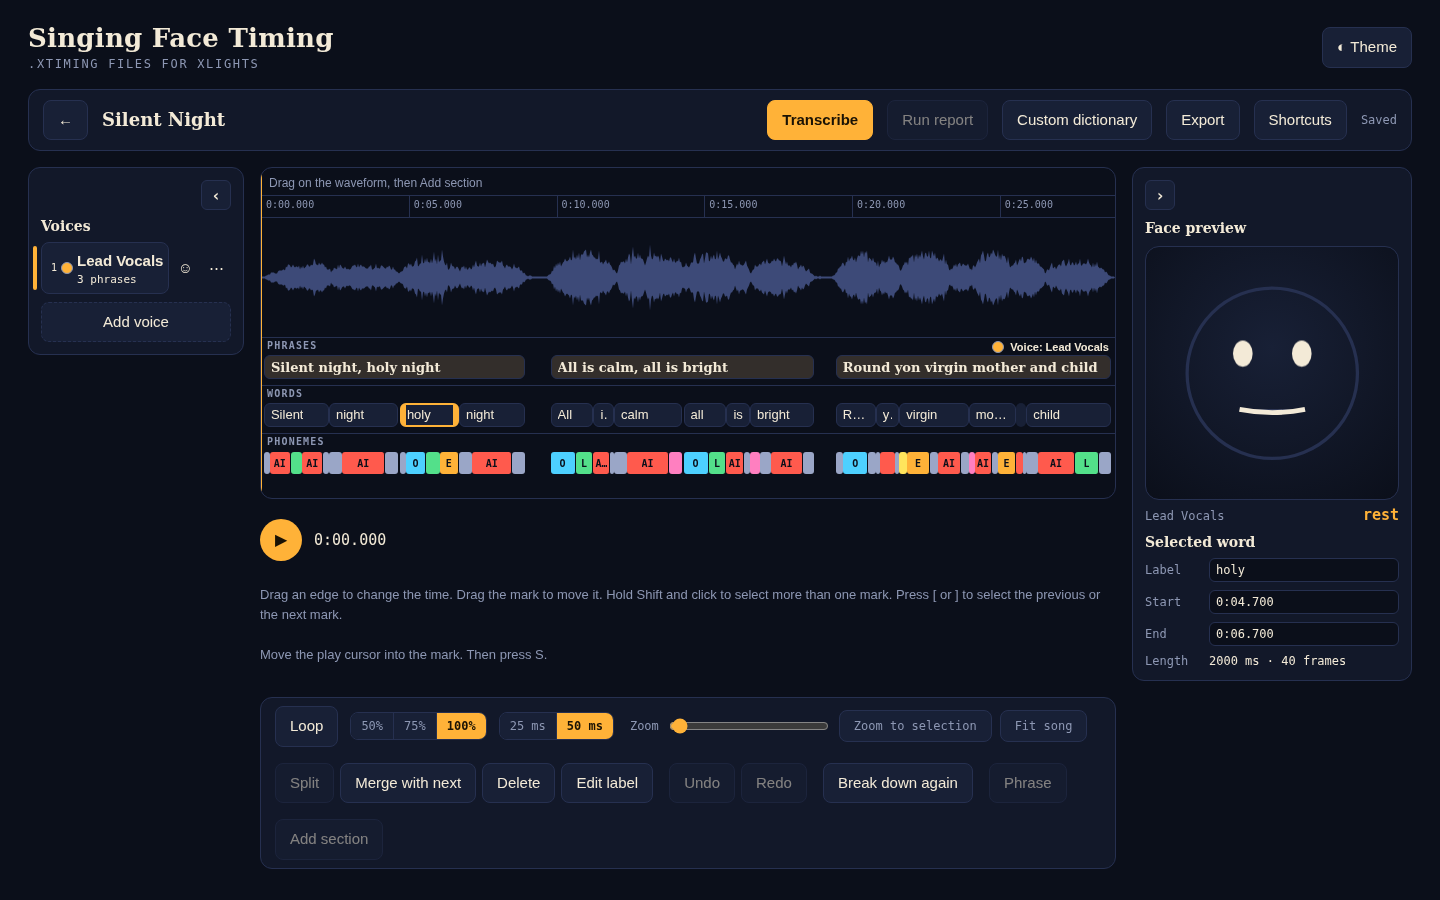 Singing Face Timing
.XTIMING FILES FOR XLIGHTS
Theme
←
Silent Night
Transcribe
Run report
Custom dictionary
Export
Shortcuts
Saved
‹
Voices
1
Lead Vocals
3 phrases
☺
⋯
Add voice
Drag on the waveform, then Add section
0:00.000
0:05.000
0:10.000
0:15.000
0:20.000
0:25.000
PHRASES
Voice: Lead Vocals
Silent night, holy night
All is calm, all is bright
Round yon virgin mother and child
WORDS
Silent
night
holy
night
All
i.
calm
all
is
bright
R…
y.
virgin
mo…
child
PHONEMES
AI
AI
AI
O
E
AI
O
L
A…
AI
O
L
AI
AI
O
E
AI
AI
E
AI
L
▶
0:00.000
Drag an edge to change the time. Drag the mark to move it. Hold Shift and click to select more than one mark. Press [ or ] to select the previous or
the next mark.
Move the play cursor into the mark. Then press S.
Loop
50%
75%
100%
25 ms
50 ms
Zoom
Zoom to selection
Fit song
Split
Merge with next
Delete
Edit label
Undo
Redo
Break down again
Phrase
Add section
›
Face preview
Lead Vocals
rest
Selected word
Label
holy
Start
0:04.700
End
0:06.700
Length
2000 ms · 40 frames